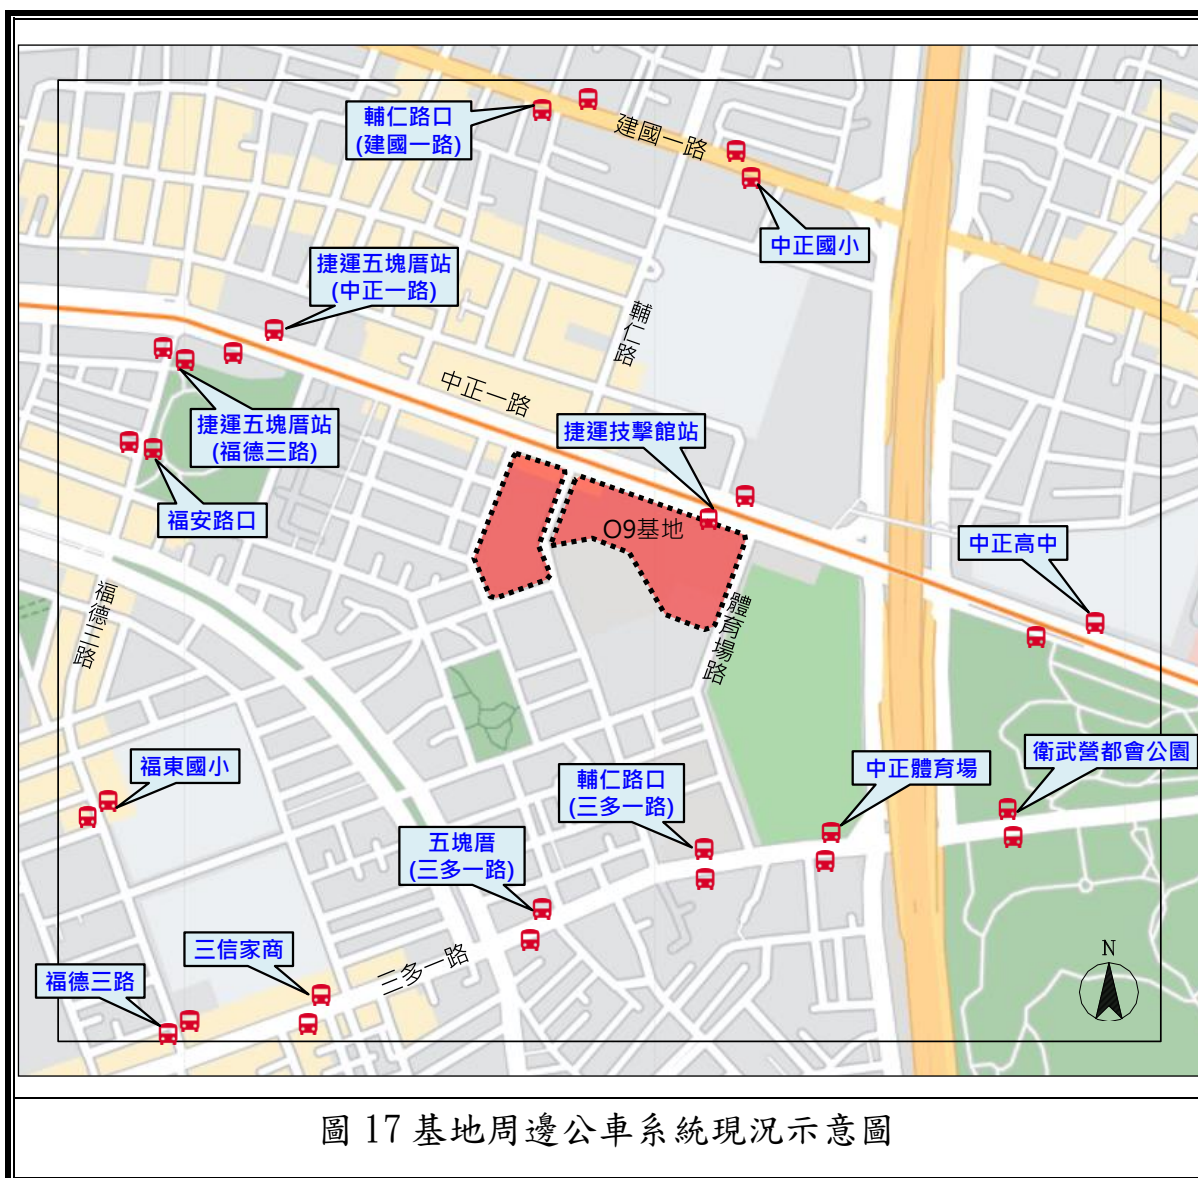 輔仁路口
(建國一路)
建國一路
中正國小
捷運五塊厝站
(中正一路)
輔仁路
中正一路
捷運五塊厝站
(福德三路)
捷運技擊館站
福安路口
O9基地
中正高中
福德三路
體育場路
福東國小
輔仁路口
(三多一路)
中正體育場
衛武營都會公園
五塊厝
(三多一路)
三信家商
三多一路
福德三路
N
圖 17 基地周邊公車系統現況示意圖